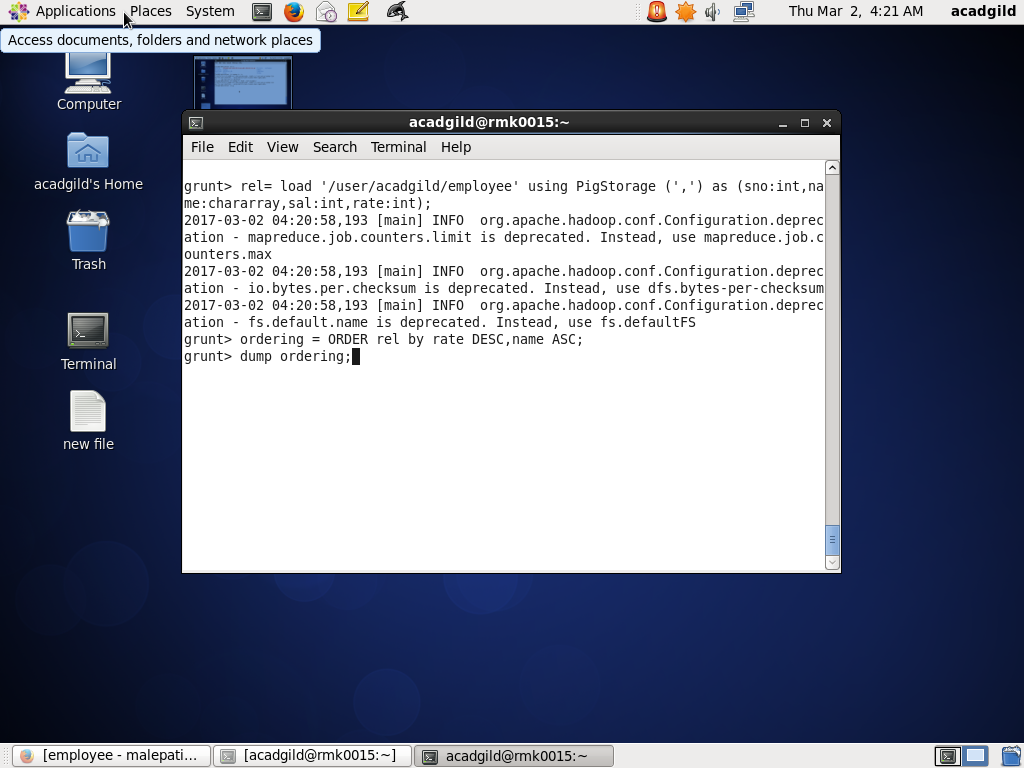 Applications Places System Thu Mar 2, 4:21 AM acadgild
Access documents, folders and network places
Computer
acadgild's Home
Trash
Terminal
new file
acadgild@rmk0015:~
File Edit View Search Terminal Help
grunt> rel= load '/user/acadgild/employee' using PigStorage (',') as (sno:int,na
me:chararray,sal:int,rate:int);
2017-03-02 04:20:58,193 [main] INFO  org.apache.hadoop.conf.Configuration.deprec
ation - mapreduce.job.counters.limit is deprecated. Instead, use mapreduce.job.c
ounters.max
2017-03-02 04:20:58,193 [main] INFO  org.apache.hadoop.conf.Configuration.deprec
ation - io.bytes.per.checksum is deprecated. Instead, use dfs.bytes-per-checksum
2017-03-02 04:20:58,193 [main] INFO  org.apache.hadoop.conf.Configuration.deprec
ation - fs.default.name is deprecated. Instead, use fs.defaultFS
grunt> ordering = ORDER rel by rate DESC,name ASC;
grunt> dump ordering;
[employee - malepati... [acadgild@rmk0015:~] acadgild@rmk0015:~